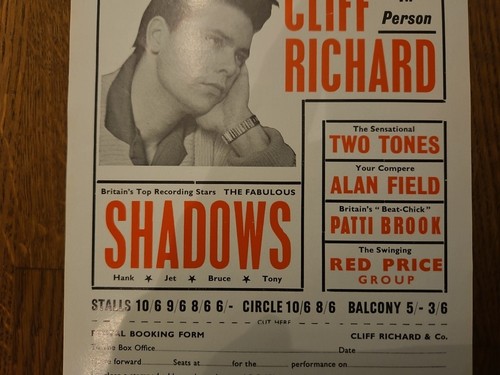 CLIFF
in
Person
RICHARD
The Sensational
TWO TONES
Your Compere
ALAN FIELD
Britain's "Beat-Chick"
PATTI BROOK
The Swinging
RED PRICE
GROUP
Britain's Top Recording Stars THE FABULOUS
SHADOWS
Hank ★ Jet ★ Bruce ★ Tony
STALLS 10/6 9/6 8/6 6/- CIRCLE 10/6 8/6 BALCONY 5/- 3/6
CUT HERE
BOOKING FORM CLIFF RICHARD & Co.
To the Box Office Date
forward Seats at for the performance on